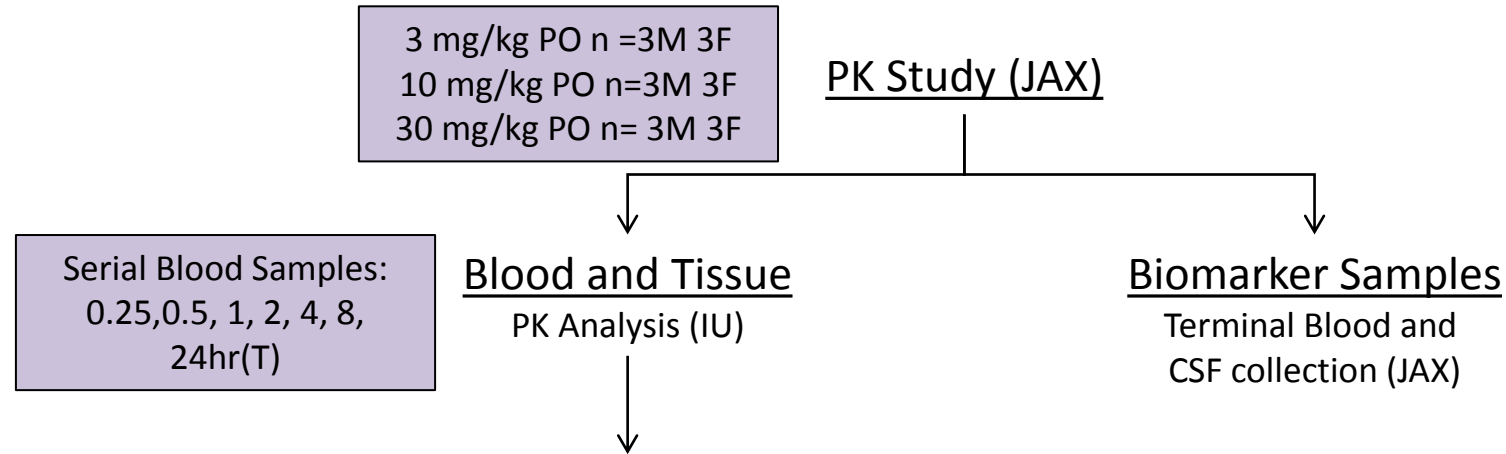 3 mg/kg PO n =3M 3F
10 mg/kg PO n=3M 3F
30 mg/kg PO n= 3M 3F
PK Study (JAX)
Serial Blood Samples:
0.25,0.5, 1, 2, 4, 8,
24hr(T)
Blood and Tissue
PK Analysis (IU)
Biomarker Samples
Terminal Blood and
CSF collection (JAX)